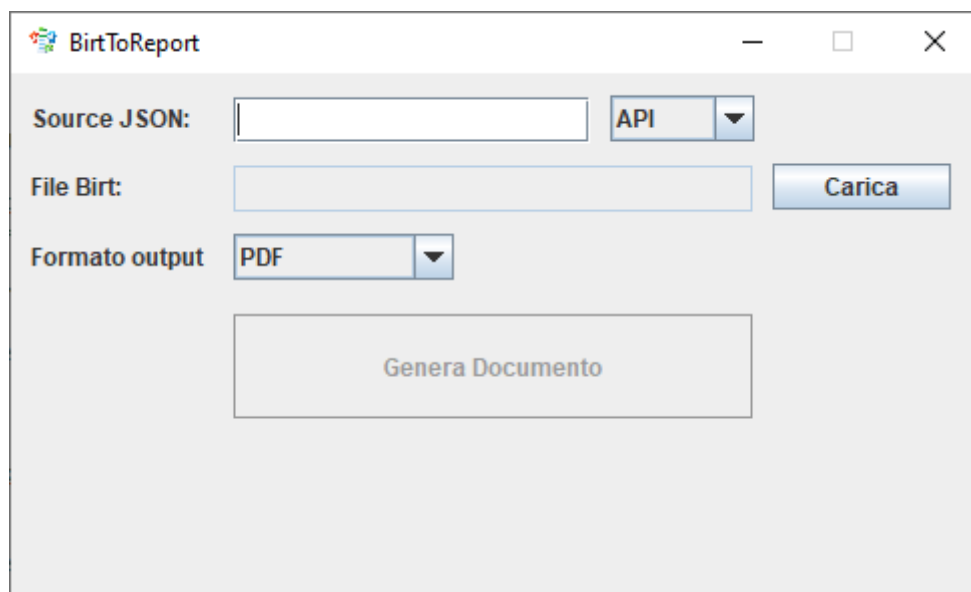 BirtToReport
Source JSON: API
File Birt: Carica
Formato output PDF
Genera Documento